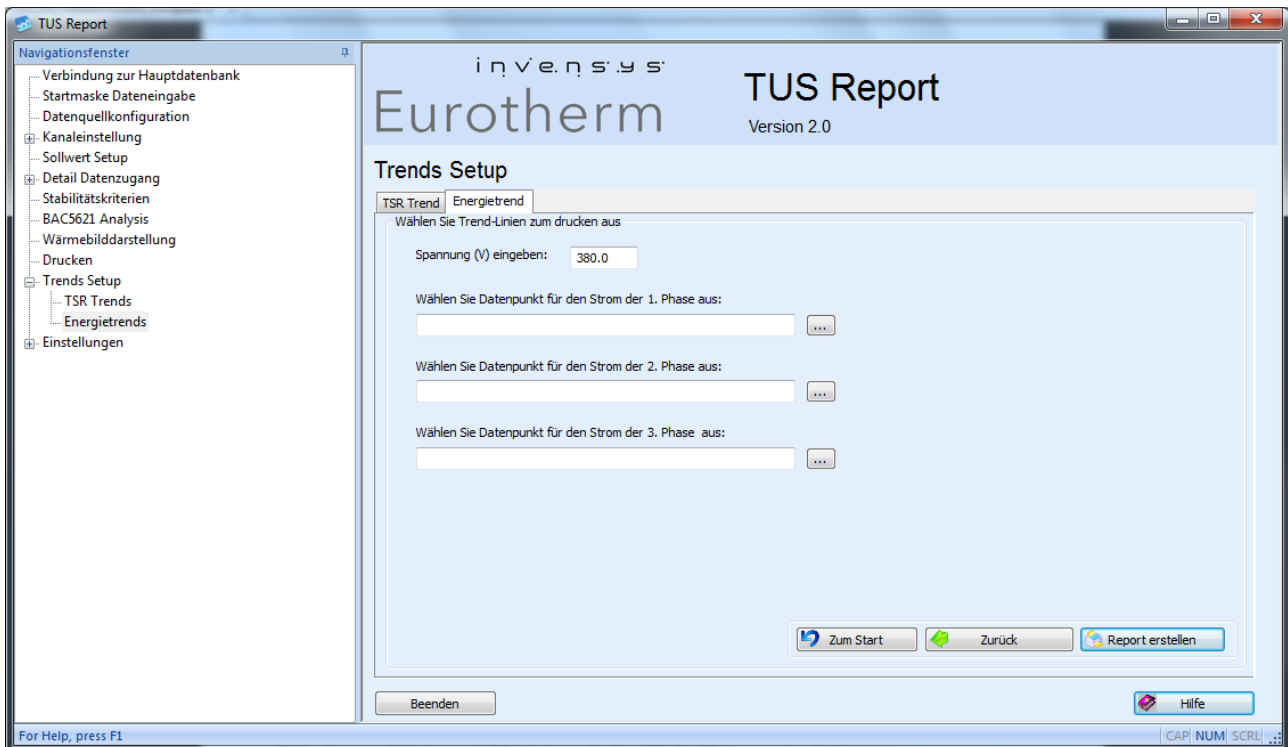 TUS Report
Navigationsfenster
Verbindung zur Hauptdatenbank
Startmaske Dateneingabe
Datenquellkonfiguration
Kanaleinstellung
Sollwert Setup
Detail Datenzugang
Stabilitätskriterien
BAC5621 Analysis
Wärmebilddarstellung
Drucken
Trends Setup
TSR Trends
Energietrends
Einstellungen
invensys
Eurotherm
TUS Report
Version 2.0
Trends Setup
TSR Trend Energietrend
Wählen Sie Trend-Linien zum drucken aus
Spannung (V) eingeben: 380.0
Wählen Sie Datenpunkt für den Strom der 1. Phase aus:
...
Wählen Sie Datenpunkt für den Strom der 2. Phase aus:
...
Wählen Sie Datenpunkt für den Strom der 3. Phase aus:
...
Zum Start Zurück Report erstellen
Beenden Hilfe
For Help, press F1 CAP NUM SCRL